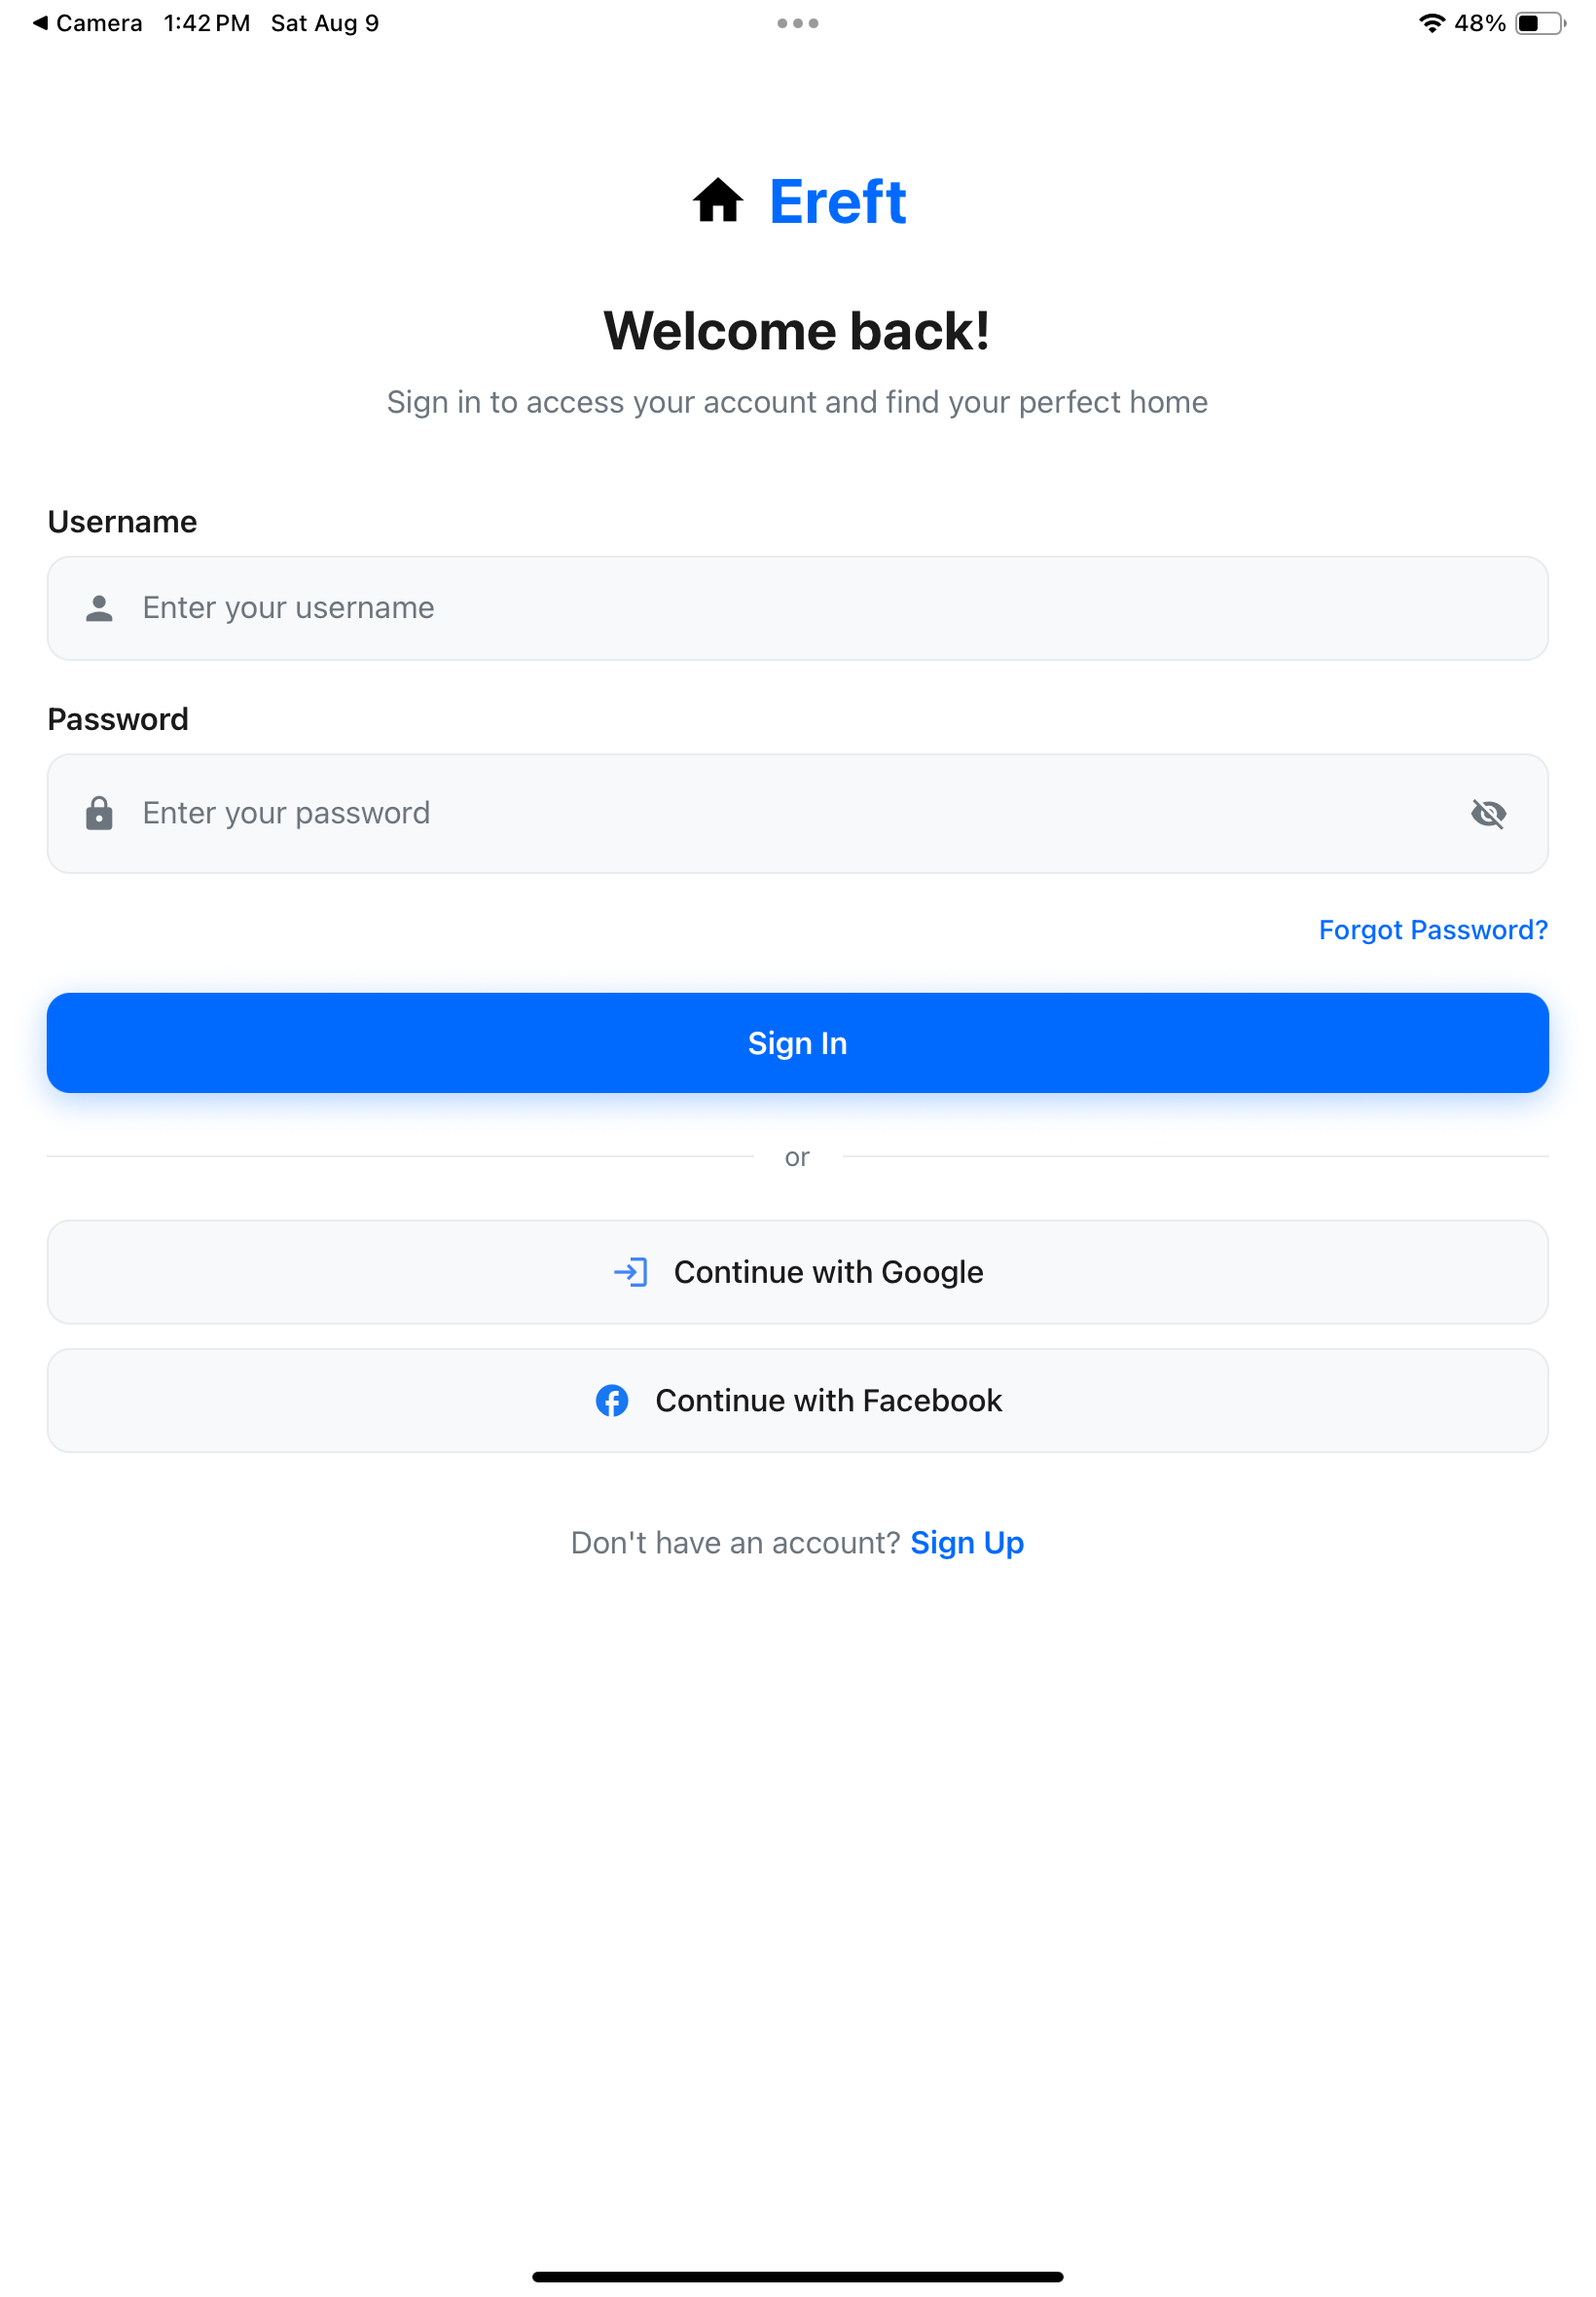 Camera 1:42 PM Sat Aug 9 48%
Ereft
Welcome back!
Sign in to access your account and find your perfect home
Username
Enter your username
Password
Enter your password
Forgot Password?
Sign In
or
Continue with Google
Continue with Facebook
Don't have an account? Sign Up